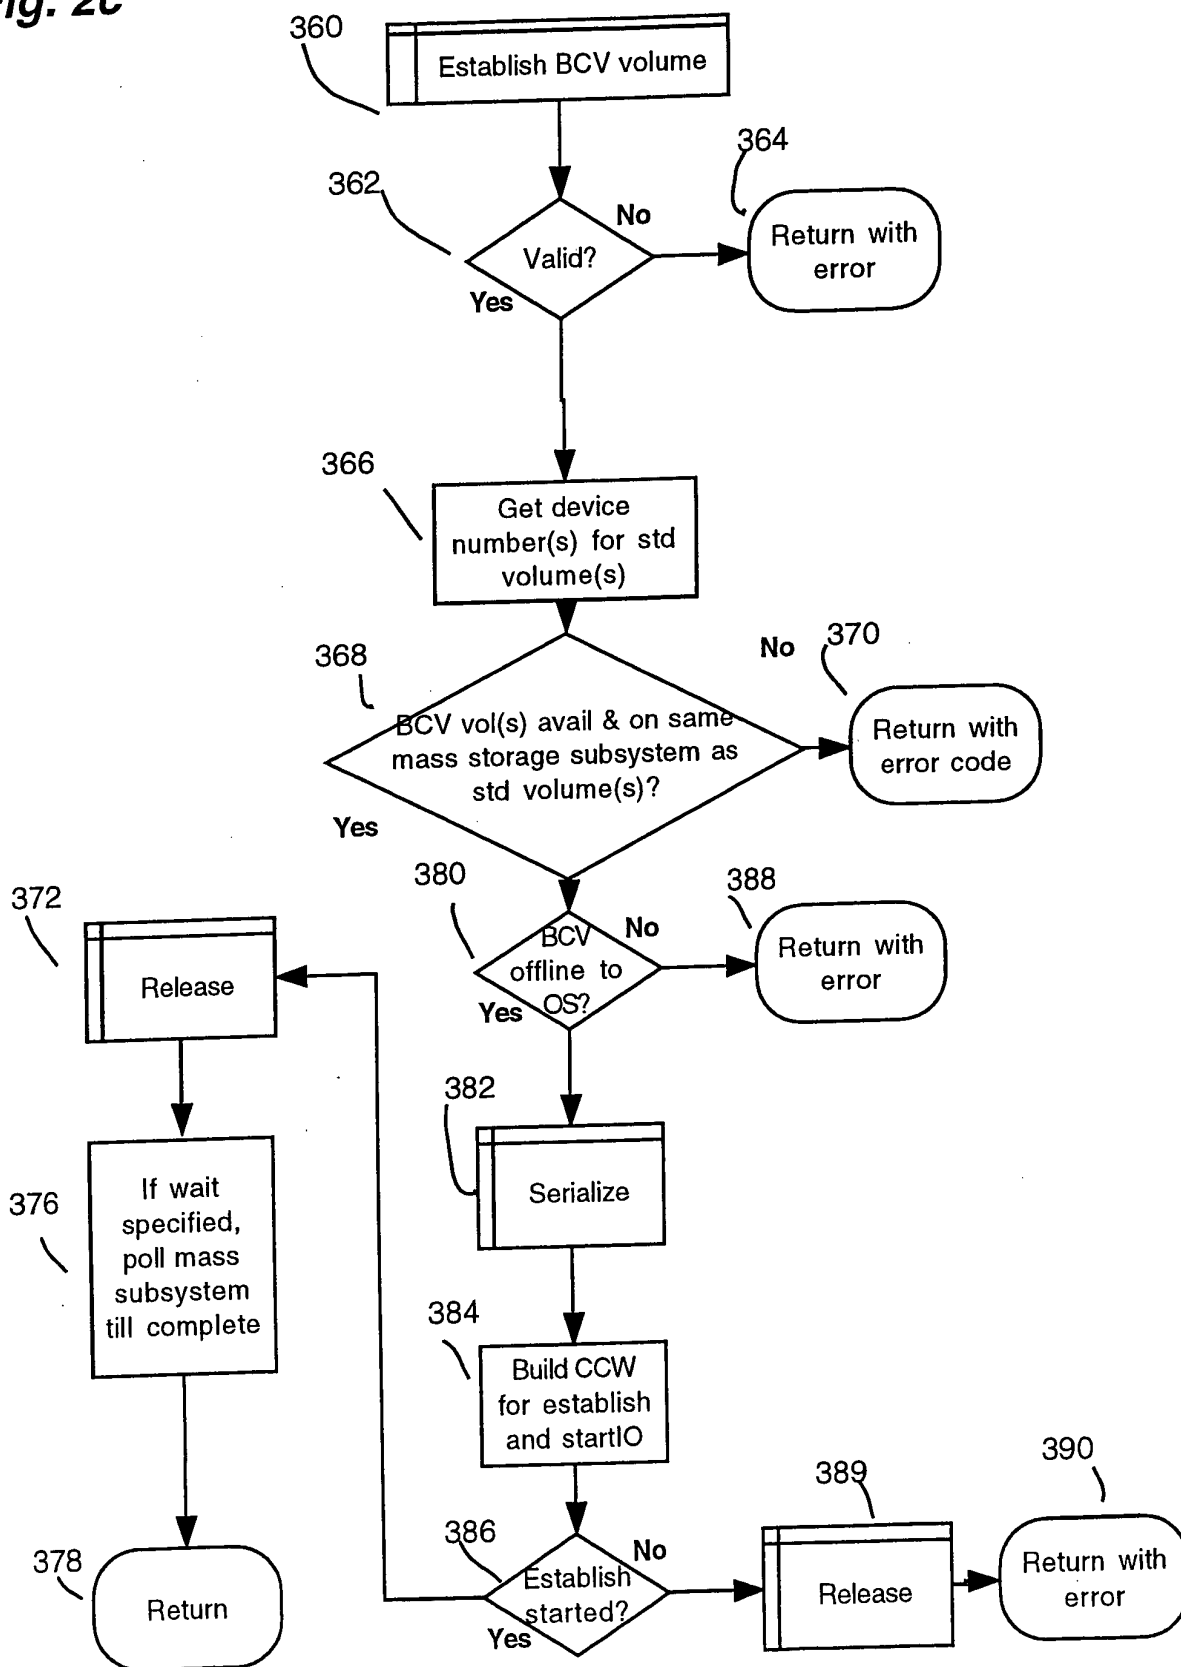 Fig. 2c
360
Establish BCV volume
364
362
No
Return with
error
Valid?
Yes
366
Get device
number(s) for std
volume(s)
368
No
370
BCV vol(s) avail & on same
mass storage subsystem as
std volume(s)?
Return with
error code
Yes
380
388
372
No
BCV
offline to
OS?
Return with
error
Release
Yes
382
Serialize
376
If wait
specified,
poll mass
subsystem
till complete
384
Build CCW
for establish
and startIO
389
390
386
No
Establish
started?
Return with
error
378
Return
Release
Yes